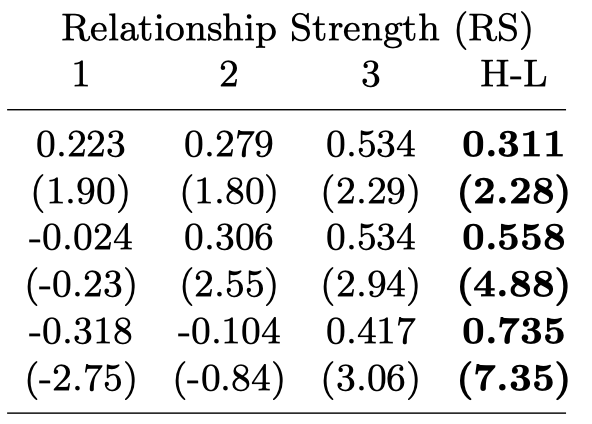 Relationship Strength (RS)
1 2 3 H-L
0.223 0.279 0.534 0.311
(1.90) (1.80) (2.29) (2.28)
-0.024 0.306 0.534 0.558
(-0.23) (2.55) (2.94) (4.88)
-0.318 -0.104 0.417 0.735
(-2.75) (-0.84) (3.06) (7.35)